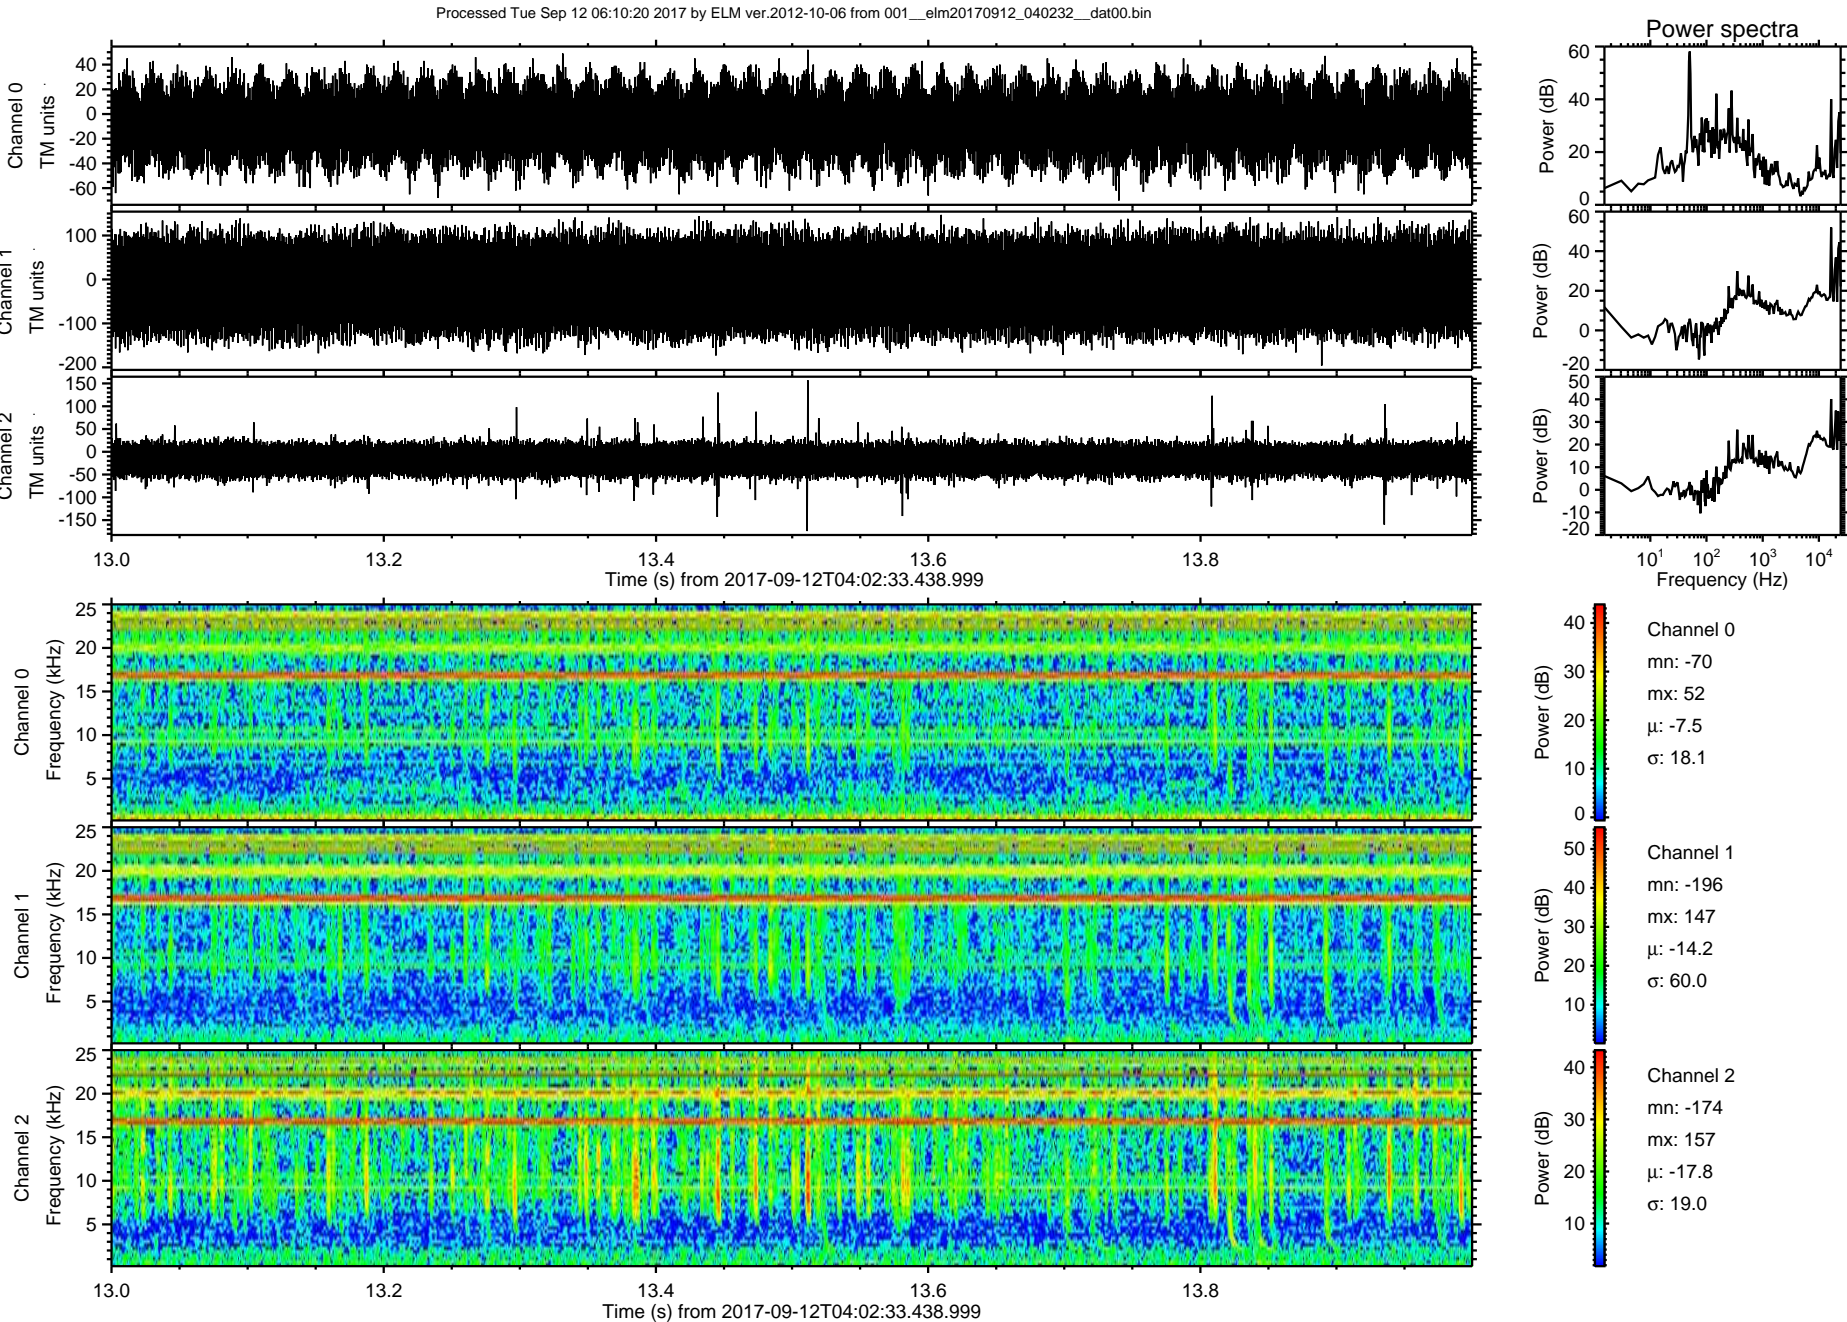 Processed Tue Sep 12 06:10:20 2017 by ELM ver.2012-10-06 from 001__elm20170912_040232__dat00.bin
Power spectra
Channel 0
TM units
40
20
0
-20
-40
-60
Power (dB)
60
40
20
0
Channel 1
TM units
100
0
-100
-200
Power (dB)
60
40
20
0
-20
Channel 2
TM units
150
100
50
0
-50
-100
-150
Power (dB)
50
40
30
20
10
0
-10
-20
13.0
13.2
13.4
13.6
13.8
Time (s) from 2017-09-12T04:02:33.438.999
10¹
10²
10³
10⁴
Frequency (Hz)
Channel 0
Frequency (kHz)
25
20
15
10
5
Power (dB)
40
30
20
10
0
Channel 0
mn: -70
mx: 52
μ: -7.5
σ: 18.1
Channel 1
Frequency (kHz)
25
20
15
10
5
Power (dB)
50
40
30
20
10
Channel 1
mn: -196
mx: 147
μ: -14.2
σ: 60.0
Channel 2
Frequency (kHz)
25
20
15
10
5
Power (dB)
40
30
20
10
Channel 2
mn: -174
mx: 157
μ: -17.8
σ: 19.0
13.0
13.2
13.4
13.6
13.8
Time (s) from 2017-09-12T04:02:33.438.999